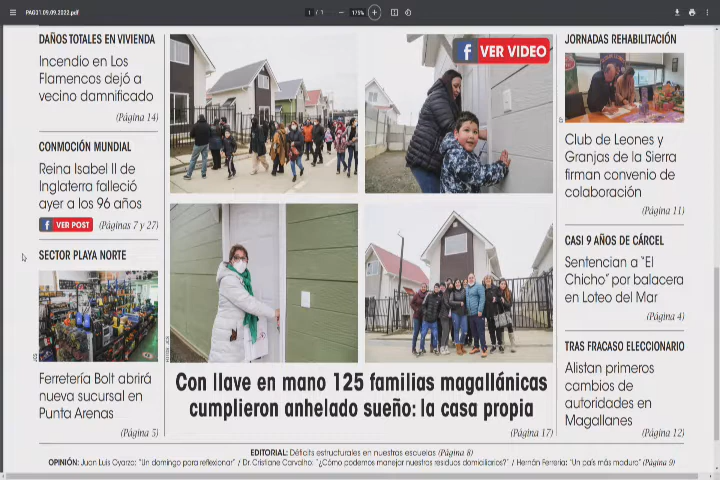 PAG01.09.09.2022.pdf
1 / 1
175%
DAÑOS TOTALES EN VIVIENDA
Incendio en Los
Flamencos dejó a
vecino damnificado
(Página 14)
CONMOCIÓN MUNDIAL
Reina Isabel II de
Inglaterra falleció
ayer a los 96 años
f VER POST (Páginas 7 y 27)
SECTOR PLAYA NORTE
JCG
Ferretería Bolt abrirá
nueva sucursal en
Punta Arenas
(Página 5)
f VER VIDEO
Con llave en mano 125 familias magallánicas
cumplieron anhelado sueño: la casa propia
(Página 17)
JORNADAS REHABILITACIÓN
Club de Leones y
Granjas de la Sierra
firman convenio de
colaboración
(Página 11)
CASI 9 AÑOS DE CÁRCEL
Sentencian a "El
Chicho" por balacera
en Loteo del Mar
(Página 4)
TRAS FRACASO ELECCIONARIO
Alistan primeros
cambios de
autoridades en
Magallanes
(Página 12)
EDITORIAL: Déficits estructurales en nuestras escuelas (Página 8)
OPINIÓN: Juan Luis Oyarzo: "Un domingo para reflexionar" / Dr. Cristiane Carvalho: "¿Cómo podemos manejar nuestros residuos domiciliarios?" / Hernán Ferreira: "Un país más maduro" (Página 9)